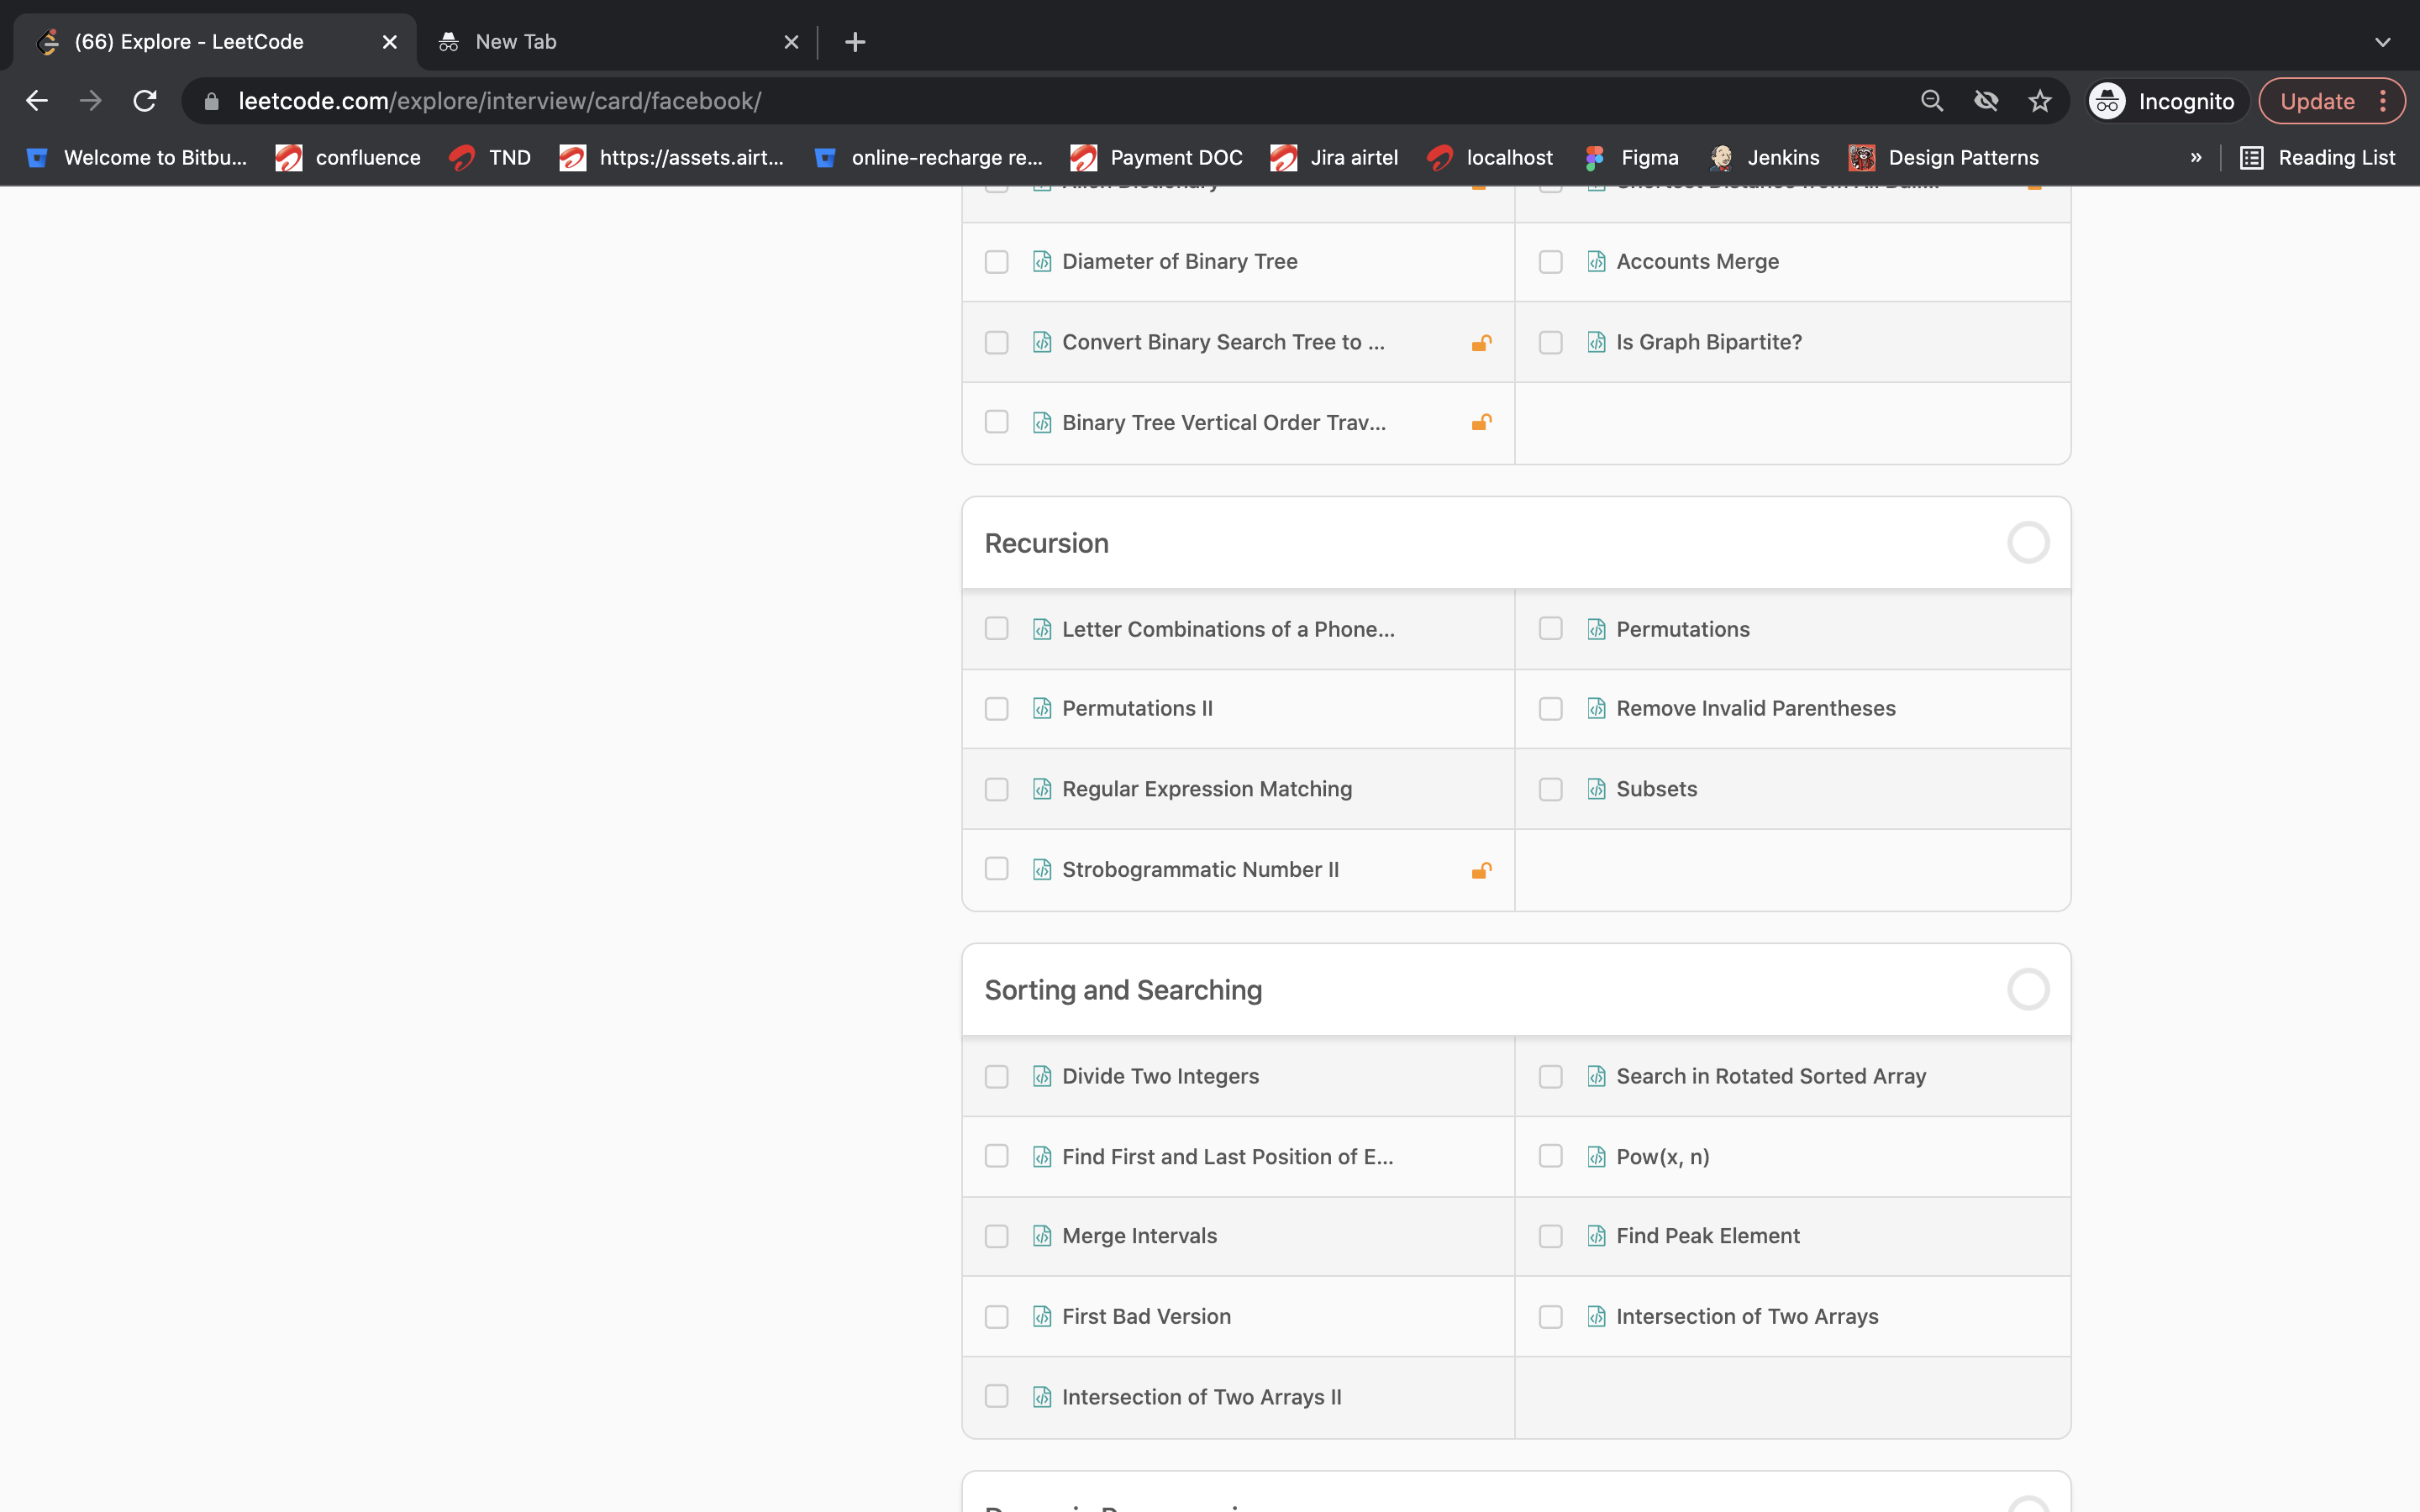 (66) Explore - LeetCode
New Tab
leetcode.com/explore/interview/card/facebook/
Incognito
Update
Welcome to Bitbu...
confluence
TND
https://assets.airt...
online-recharge re...
Payment DOC
Jira airtel
localhost
Figma
Jenkins
Design Patterns
»
Reading List
Diameter of Binary Tree
Accounts Merge
Convert Binary Search Tree to ...
Is Graph Bipartite?
Binary Tree Vertical Order Trav...
Recursion
Letter Combinations of a Phone...
Permutations
Permutations II
Remove Invalid Parentheses
Regular Expression Matching
Subsets
Strobogrammatic Number II
Sorting and Searching
Divide Two Integers
Search in Rotated Sorted Array
Find First and Last Position of E...
Pow(x, n)
Merge Intervals
Find Peak Element
First Bad Version
Intersection of Two Arrays
Intersection of Two Arrays II